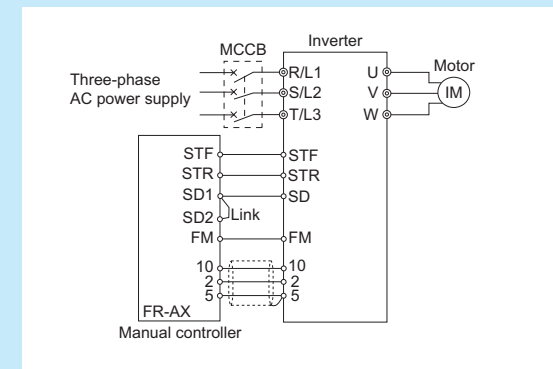 Inverter
MCCB
Motor
Three-phase
AC power supply
R/L1
U
S/L2
V
IM
T/L3
W
STF
STF
STR
STR
SD1
SD
SD2
Link
FM
FM
10
10
2
2
5
5
FR-AX
Manual controller